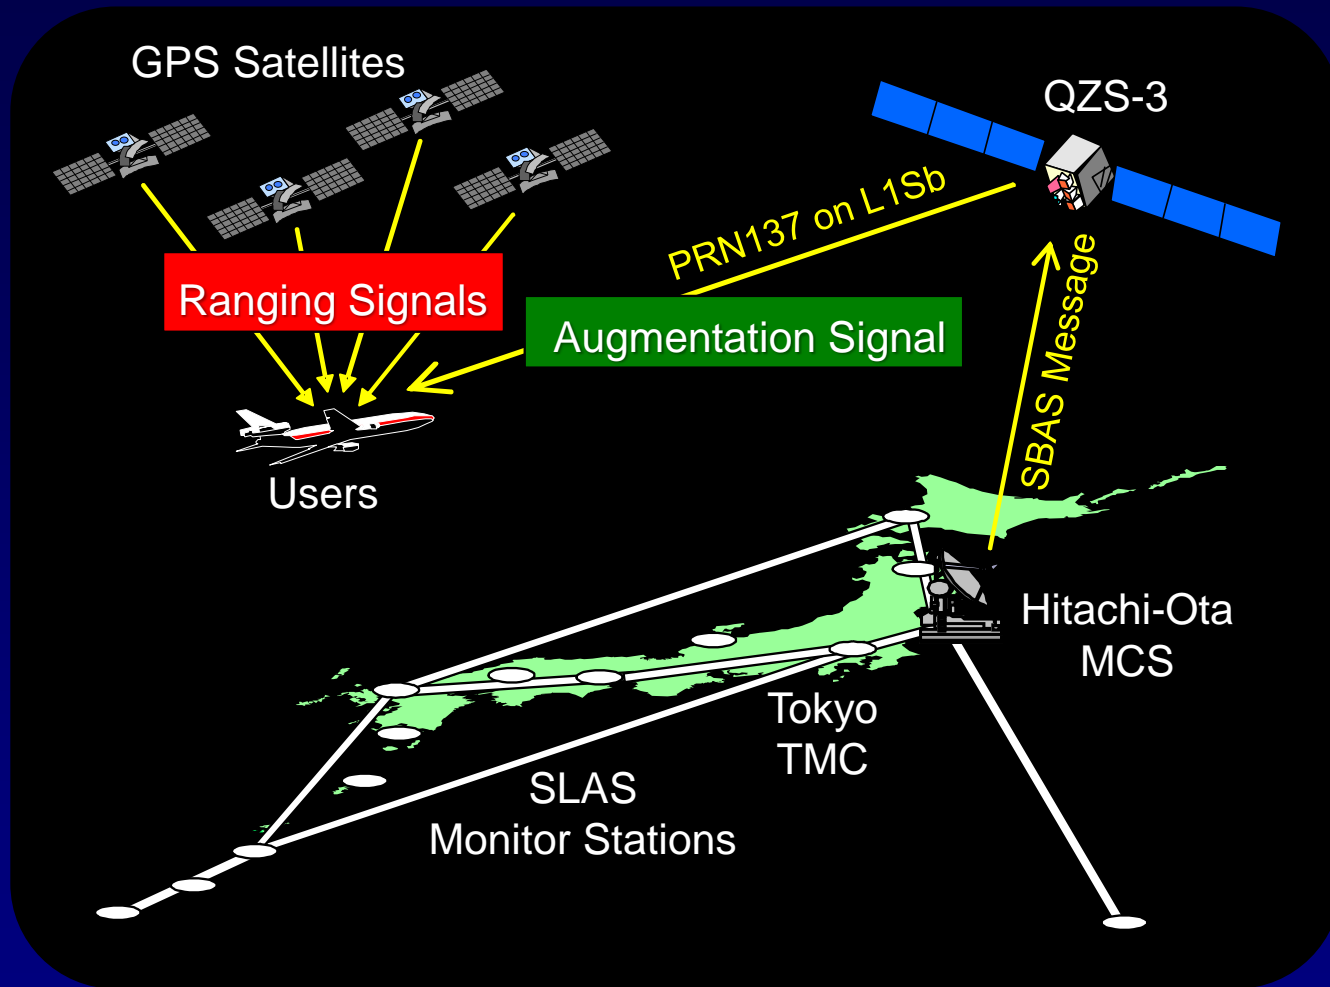 GPS Satellites
QZS-3
PRN137 on L1Sb
Ranging Signals
Augmentation Signal
SBAS Message
Users
Hitachi-Ota
MCS
Tokyo
TMC
SLAS
Monitor Stations